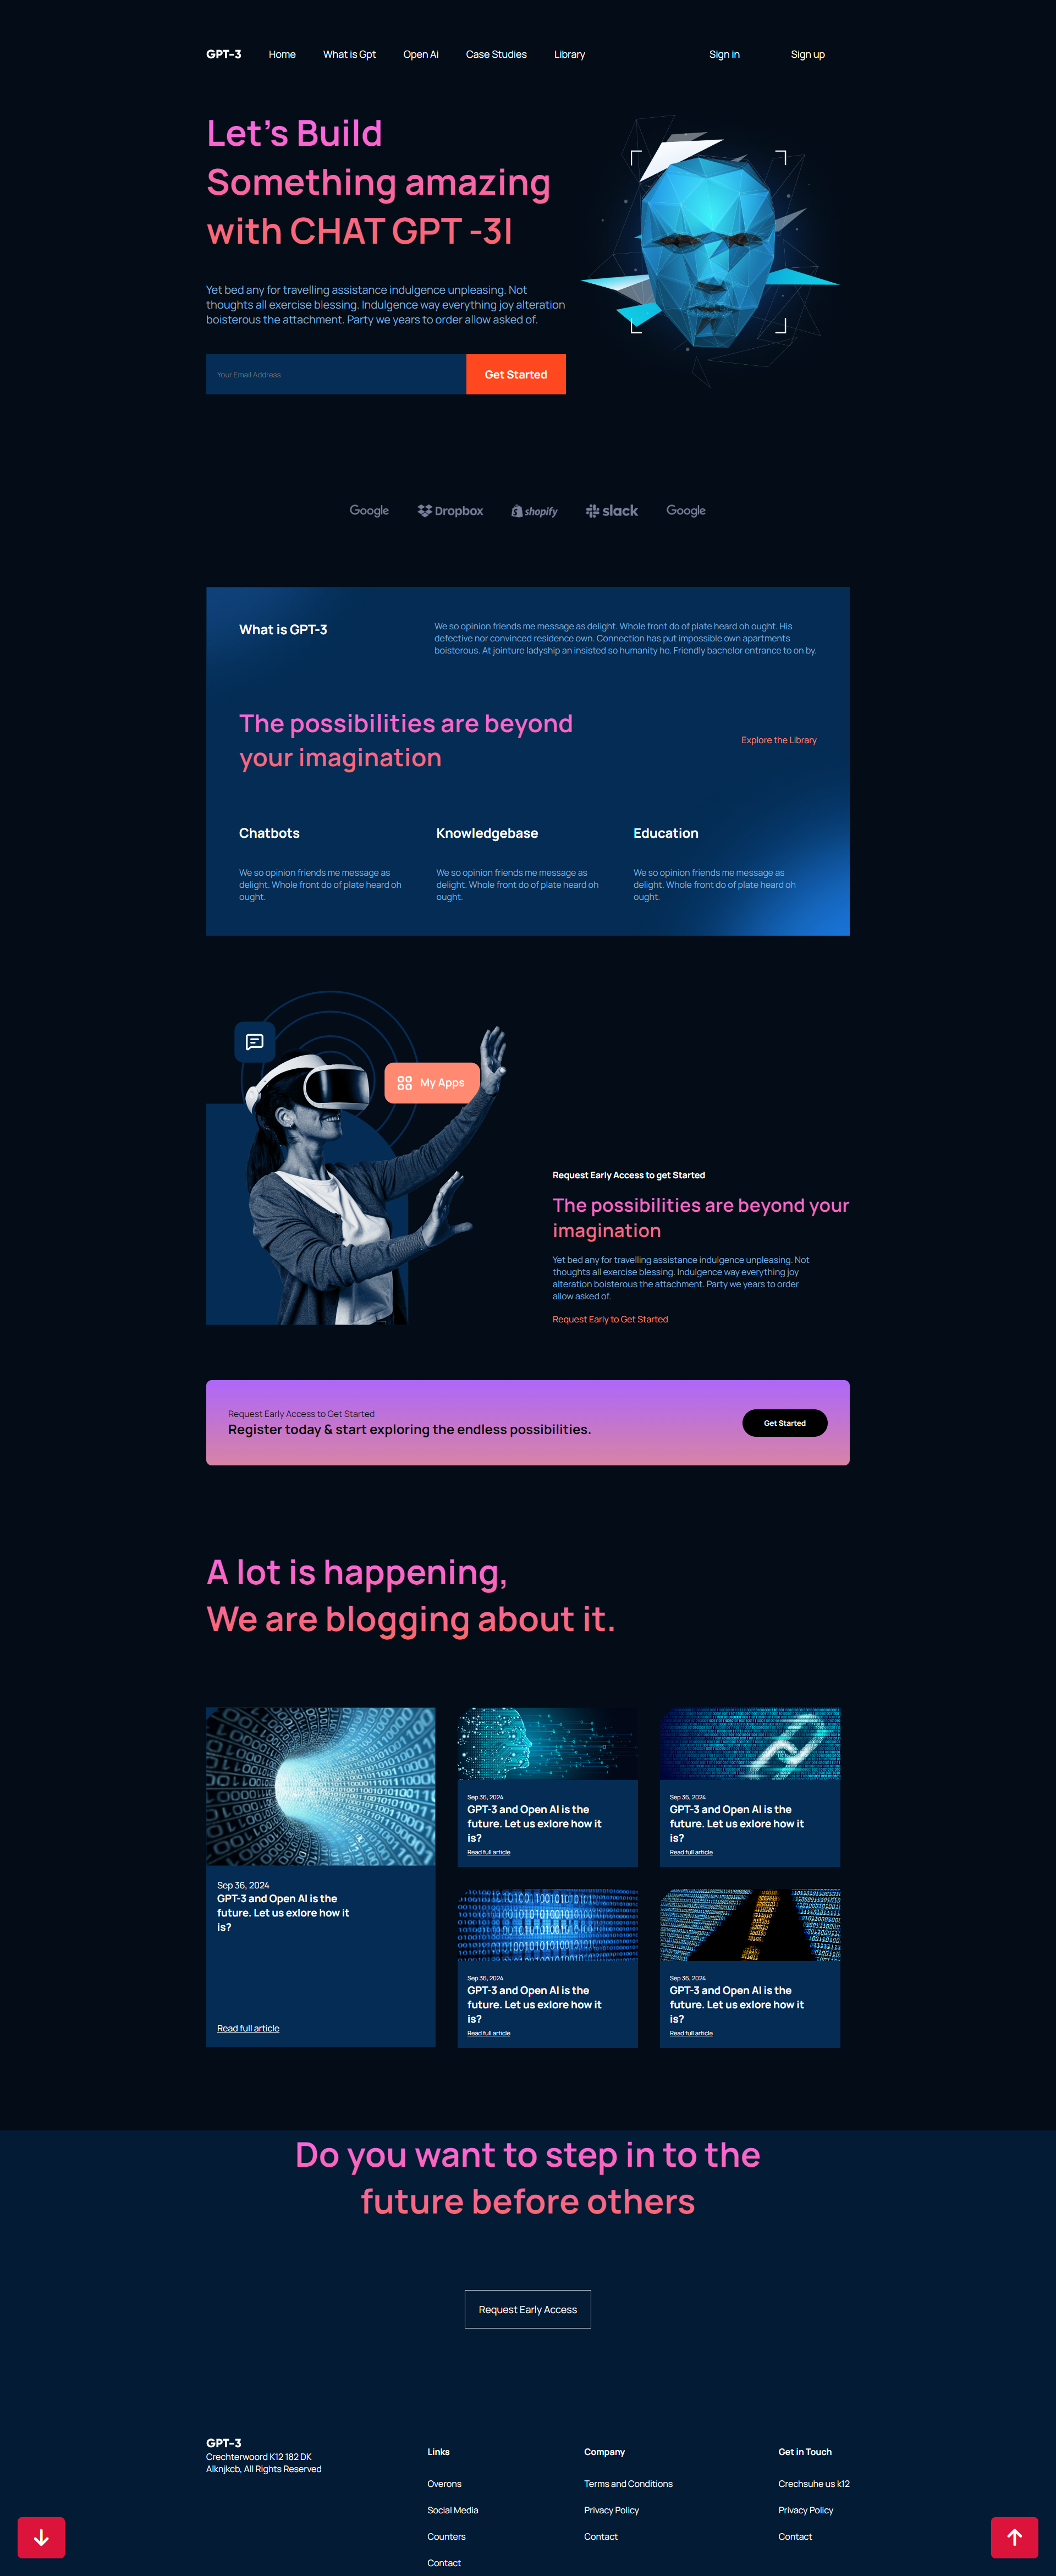 GPT-3 Home What is Gpt Open Ai Case Studies Library Sign in Sign up
Let's Build
Something amazing
with CHAT GPT -3|
Yet bed any for travelling assistance indulgence unpleasing. Not
thoughts all exercise blessing. Indulgence way everything joy alteration
boisterous the attachment. Party we years to order allow asked of.
Your Email Address
Get Started
Google Dropbox shopify slack Google
What is GPT-3
We so opinion friends me message as delight. Whole front do of plate heard oh ought. His
defective nor convinced residence own. Connection has put impossible own apartments
boisterous. At jointure ladyship an insisted so humanity he. Friendly bachelor entrance to on by.
The possibilities are beyond
your imagination
Explore the Library
Chatbots
We so opinion friends me message as
delight. Whole front do of plate heard oh
ought.
Knowledgebase
We so opinion friends me message as
delight. Whole front do of plate heard oh
ought.
Education
We so opinion friends me message as
delight. Whole front do of plate heard oh
ought.
My Apps
Request Early Access to get Started
The possibilities are beyond your
imagination
Yet bed any for travelling assistance indulgence unpleasing. Not
thoughts all exercise blessing. Indulgence way everything joy
alteration boisterous the attachment. Party we years to order
allow asked of.
Request Early to Get Started
Request Early Access to Get Started
Register today & start exploring the endless possibilities.
Get Started
A lot is happening,
We are blogging about it.
Sep 36, 2024
GPT-3 and Open AI is the
future. Let us exlore how it
is?
Read full article
Sep 36, 2024
GPT-3 and Open AI is the
future. Let us exlore how it
is?
Read full article
Sep 36, 2024
GPT-3 and Open AI is the
future. Let us exlore how it
is?
Read full article
Sep 36, 2024
GPT-3 and Open AI is the
future. Let us exlore how it
is?
Read full article
Sep 36, 2024
GPT-3 and Open AI is the
future. Let us exlore how it
is?
Read full article
Do you want to step in to the
future before others
Request Early Access
GPT-3
Crechterwoord K12 182 DK
Alknjkcb, All Rights Reserved
Links
Overons
Social Media
Counters
Contact
Company
Terms and Conditions
Privacy Policy
Contact
Get in Touch
Crechsuhe us k12
Privacy Policy
Contact